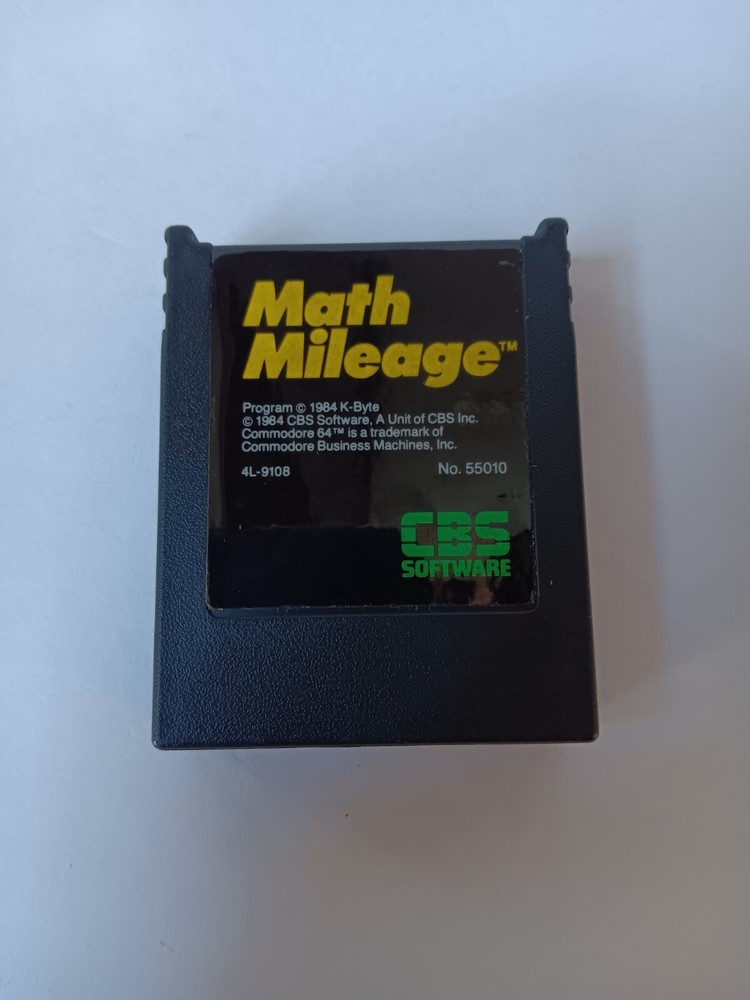 Math
Mileage™
Program © 1984 K-Byte
© 1984 CBS Software, A Unit of CBS Inc.
Commodore 64™ is a trademark of
Commodore Business Machines, Inc.
4L-9108 No. 55010
CBS
SOFTWARE